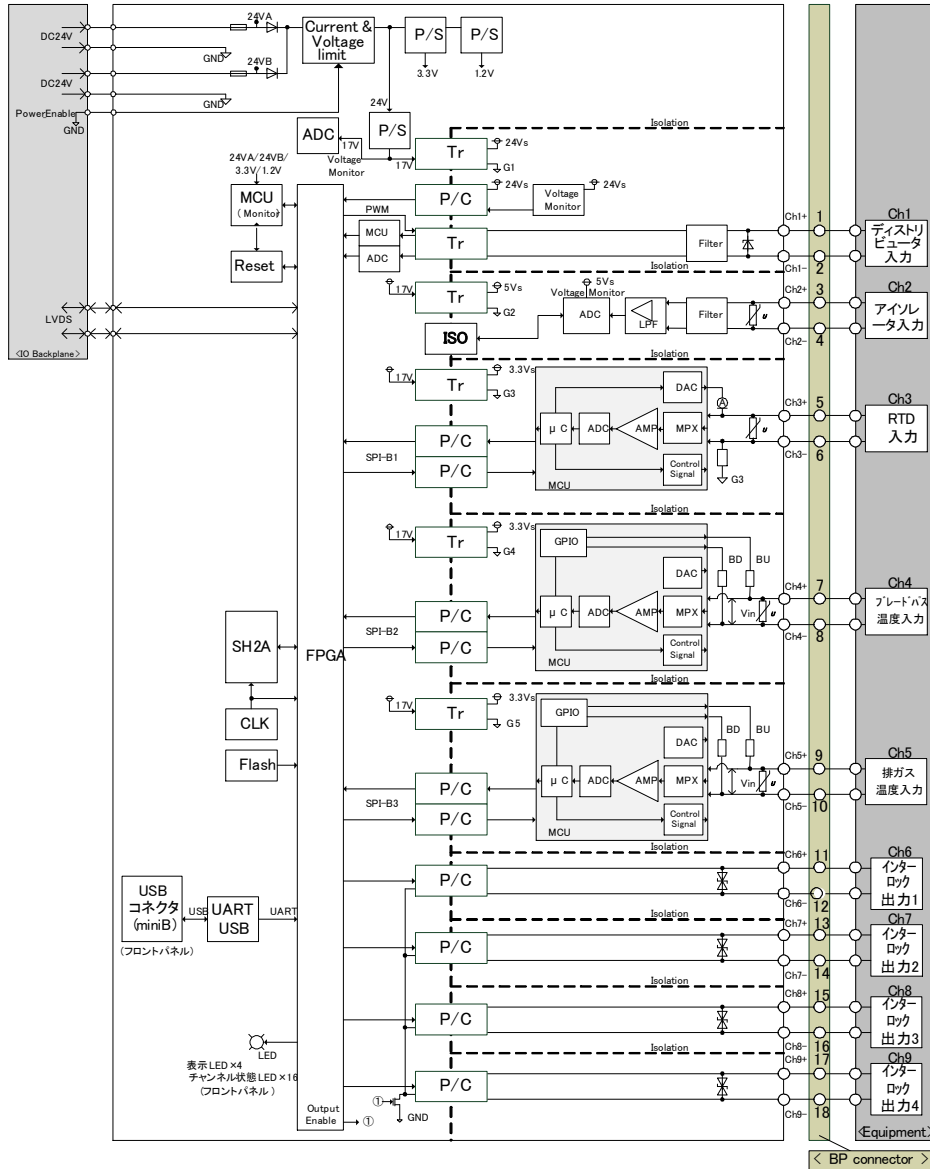 DC24V
24VA
GND
DC24V
24VB
GND
PowerEnable
GND
Current &
Voltage
limit
P/S
P/S
3.3V
1.2V
24V
P/S
ADC
17V
Voltage
Monitor
17V
Tr
24Vs
G1
Isolation
24VA/24VB/
3.3V/1.2V
MCU
(Monitor)
Reset
PWM
MCU
ADC
P/C
24Vs
Voltage
Monitor
24Vs
Tr
Filter
Ch1+
1
Ch1-
2
Ch1
ディストリ
ビュータ
入力
Isolation
LVDS
<IO Backplane>
17V
Tr
5Vs
G2
ISO
5Vs
Voltage Monitor
ADC
LPF
Filter
u
Ch2+
3
Ch2-
4
Ch2
アイソレ
ータ入力
Isolation
17V
Tr
3.3Vs
G3
P/C
P/C
SPI-B1
DAC
A
μC
ADC
AMP
MPX
Control
Signal
MCU
G3
u
Ch3+
5
Ch3-
6
Ch3
RTD
入力
Isolation
17V
Tr
3.3Vs
G4
P/C
P/C
SPI-B2
GPIO
DAC
μC
ADC
AMP
MPX
Control
Signal
MCU
BD
BU
Vin
u
Ch4+
7
Ch4-
8
Ch4
ブレードパス
温度入力
Isolation
SH2A
FPGA
CLK
Flash
17V
Tr
3.3Vs
G5
P/C
P/C
SPI-B3
GPIO
DAC
μC
ADC
AMP
MPX
Control
Signal
MCU
BD
BU
Vin
u
Ch5+
9
Ch5-
10
Ch5
排ガス
温度入力
Isolation
USB
コネクタ
(miniB)
(フロントパネル)
USB
UART
USB
UART
P/C
Ch6+
11
Ch6-
12
Ch6
インター
ロック
出力1
Isolation
P/C
Ch7+
13
Ch7-
14
Ch7
インター
ロック
出力2
Isolation
P/C
Ch8+
15
Ch8-
16
Ch8
インター
ロック
出力3
Isolation
P/C
Ch9+
17
Ch9-
18
Ch9
インター
ロック
出力4
LED
表示LED×4
チャンネル状態LED×16
(フロントパネル)
Output
Enable
①
①
GND
<Equipment>
< BP connector >